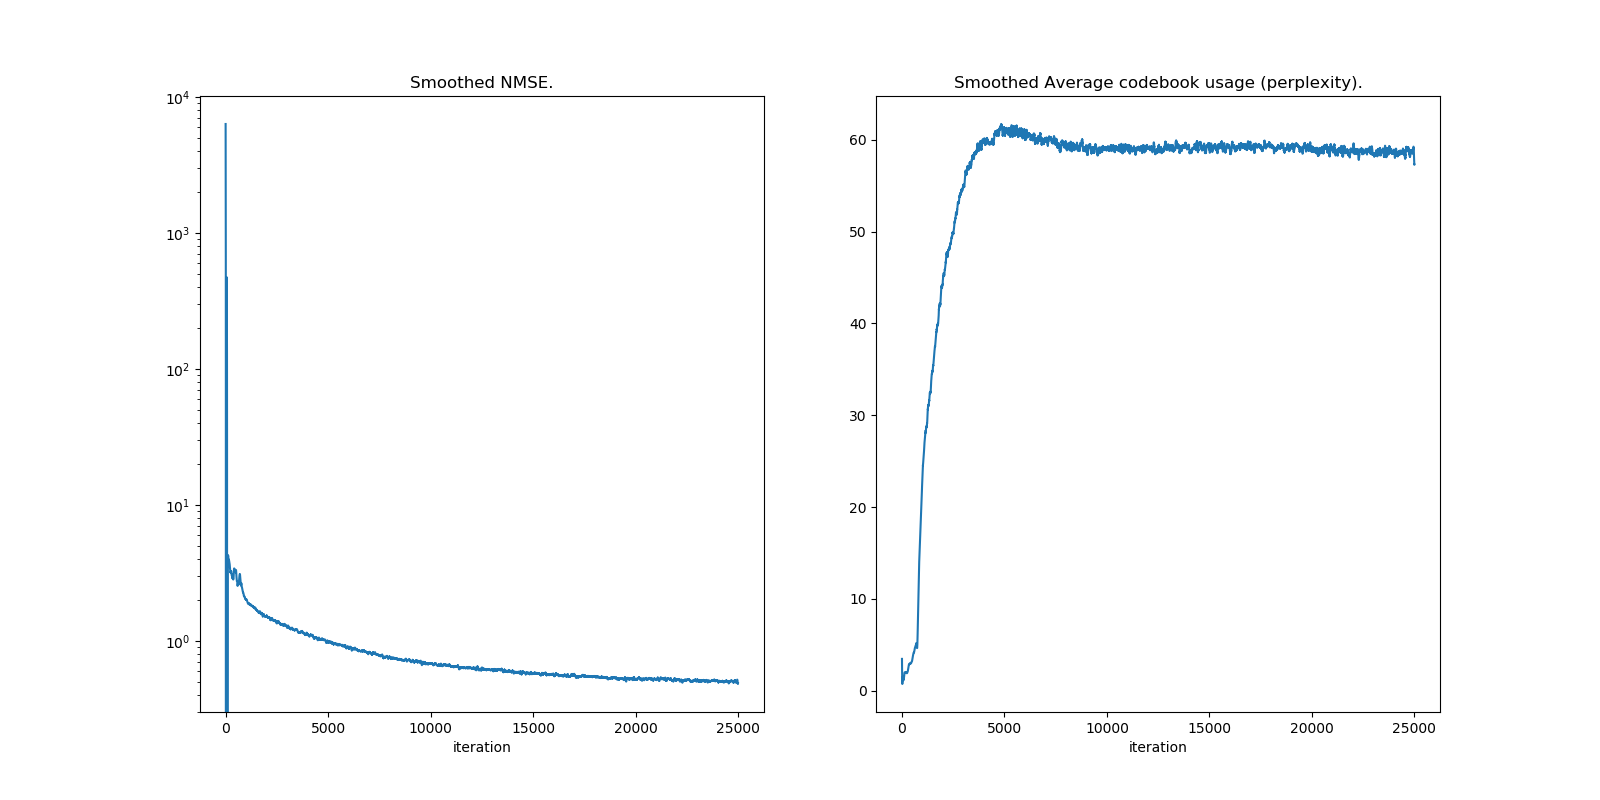 Smoothed NMSE.
10^4
10^3
10^2
10^1
10^0
0 5000 10000 15000 20000 25000
iteration
Smoothed Average codebook usage (perplexity).
60
50
40
30
20
10
0
0 5000 10000 15000 20000 25000
iteration